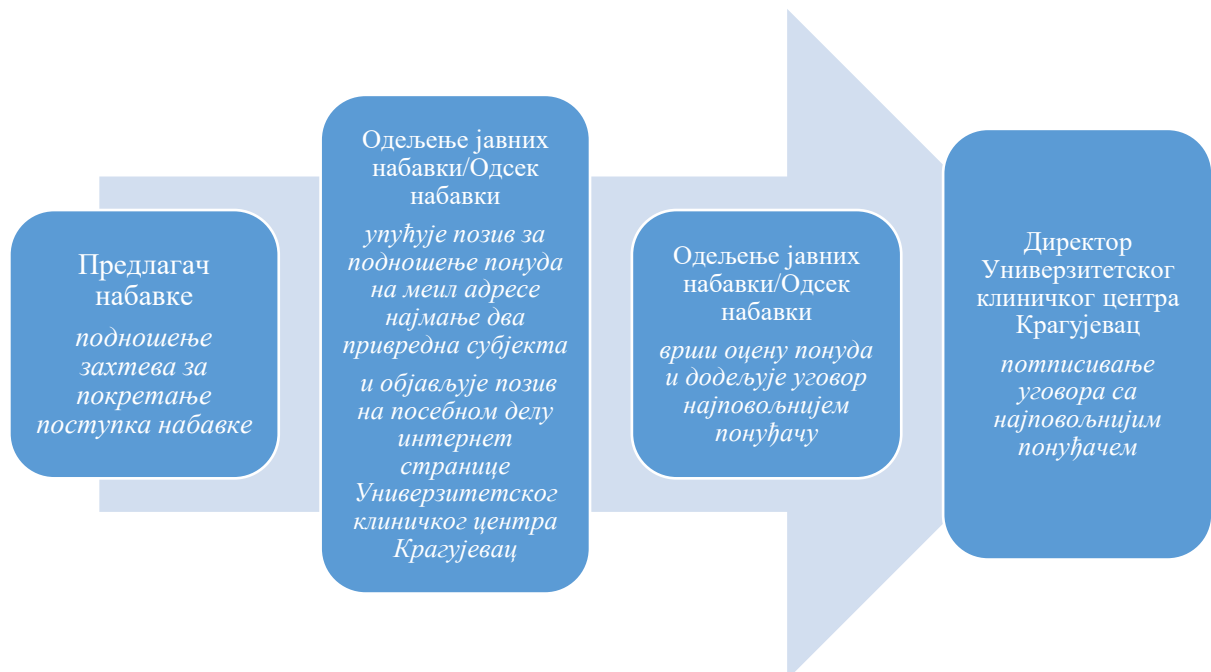 Предлагач
набавке
подношење
захтева за
покретање
поступка набавке
Одељење јавних
набавки/Одсек
набавки
упућује позив за
подношење понуда
на меил адресе
најмање два
привредна субјекта
и објављује позив
на посебном делу
интернет
странице
Универзитетског
клиничког центра
Крагујевац
Одељење јавних
набавки/Одсек
набавки
врши оцену понуда
и додељује уговор
најповољнијем
понуђачу
Директор
Универзитетског
клиничког центра
Крагујевац
потписивање
уговора са
најповољнијим
понуђачем